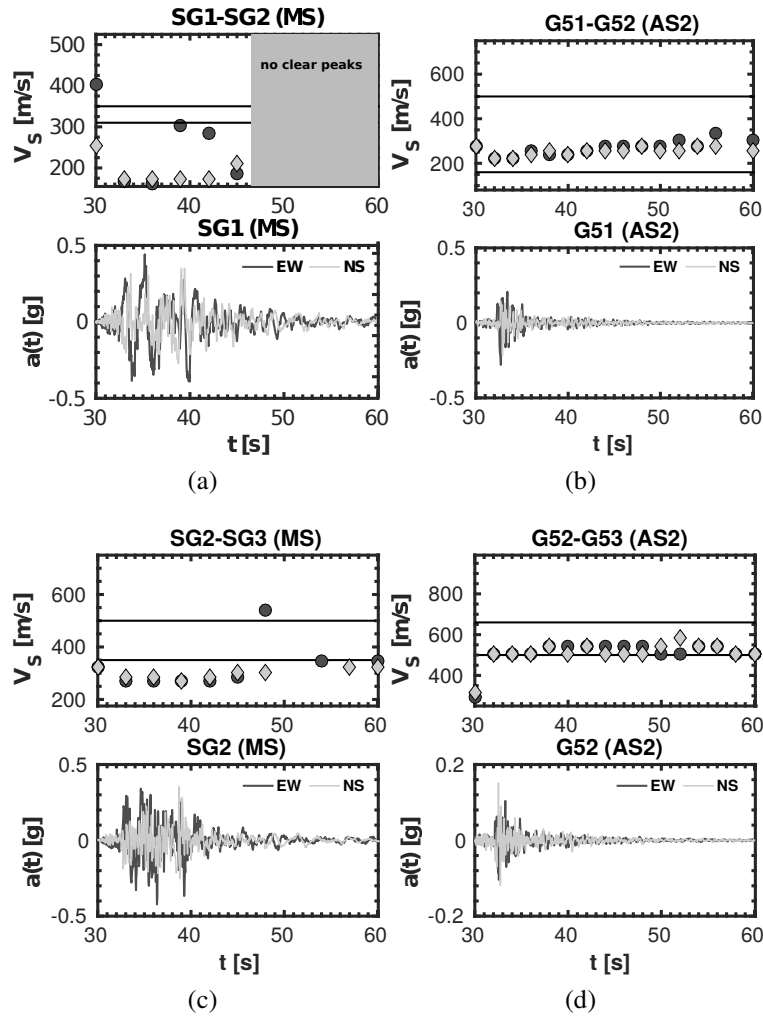 SG1-SG2 (MS)
500
400
300
200
V_S [m/s]
no clear peaks
30 40 50 60
SG1 (MS)
0.5
0
-0.5
a(t) [g]
EW NS
30 40 50 60
t [s]
(a)
G51-G52 (AS2)
600
400
200
V_S [m/s]
30 40 50 60
G51 (AS2)
0.5
0
-0.5
a(t) [g]
EW NS
30 40 50 60
t [s]
(b)
SG2-SG3 (MS)
600
400
200
V_S [m/s]
30 40 50 60
SG2 (MS)
0.5
0
-0.5
a(t) [g]
EW NS
30 40 50 60
t [s]
(c)
G52-G53 (AS2)
800
600
400
V_S [m/s]
30 40 50 60
G52 (AS2)
0.2
0
-0.2
a(t) [g]
EW NS
30 40 50 60
t [s]
(d)